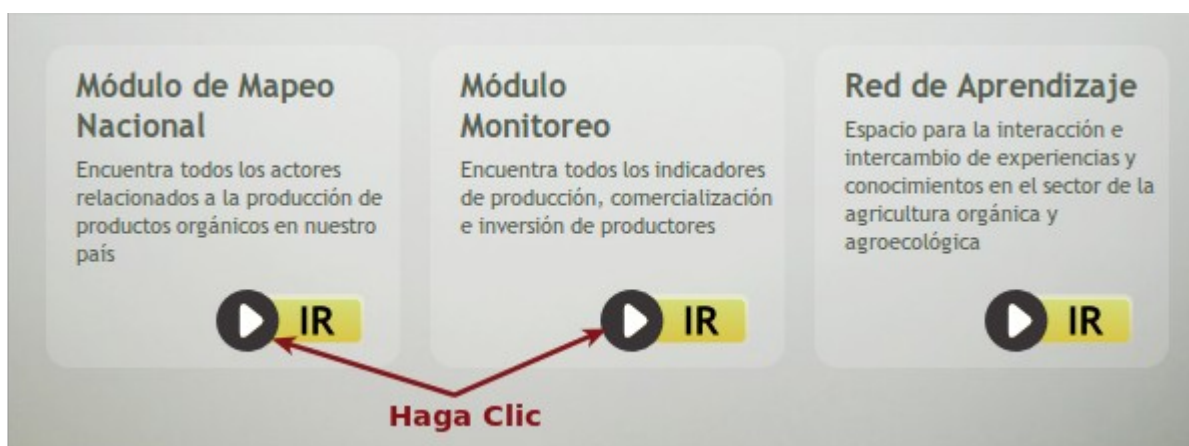 Módulo de Mapeo
Nacional
Encuentra todos los actores
relacionados a la producción de
productos orgánicos en nuestro
país
IR
Módulo
Monitoreo
Encuentra todos los indicadores
de producción, comercialización
e inversión de productores
IR
Red de Aprendizaje
Espacio para la interacción e
intercambio de experiencias y
conocimientos en el sector de la
agricultura orgánica y
agroecológica
IR
Haga Clic